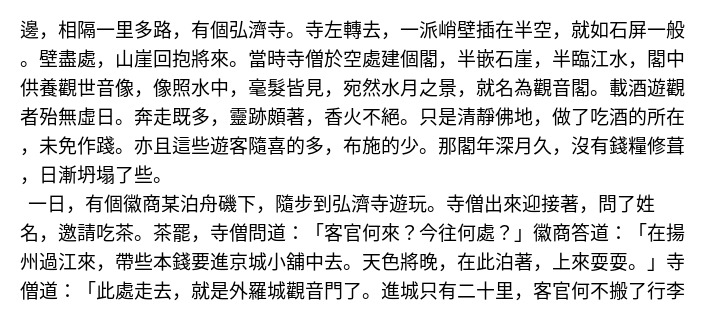 邊，相隔一里多路，有個弘濟寺。寺左轉去，一派峭壁插在半空，就如石屏一般
。壁盡處，山崖回抱將來。當時寺僧於空處建個閣，半嵌石崖，半臨江水，閣中
供養觀世音像，像照水中，毫髮皆見，宛然水月之景，就名為觀音閣。載酒遊觀
者殆無虛日。奔走既多，靈跡頗著，香火不絕。只是清靜佛地，做了吃酒的所在
，未免作踐。亦且這些遊客隨喜的多，布施的少。那閣年深月久，沒有錢糧修葺
，日漸坍塌了些。
一日，有個徽商某泊舟磯下，隨步到弘濟寺遊玩。寺僧出來迎接著，問了姓
名，邀請吃茶。茶罷，寺僧問道：「客官何來？今往何處？」徽商答道：「在揚
州過江來，帶些本錢要進京城小舖中去。天色將晚，在此泊著，上來耍耍。」寺
僧道：「此處走去，就是外羅城觀音門了。進城只有二十里，客官何不搬了行李